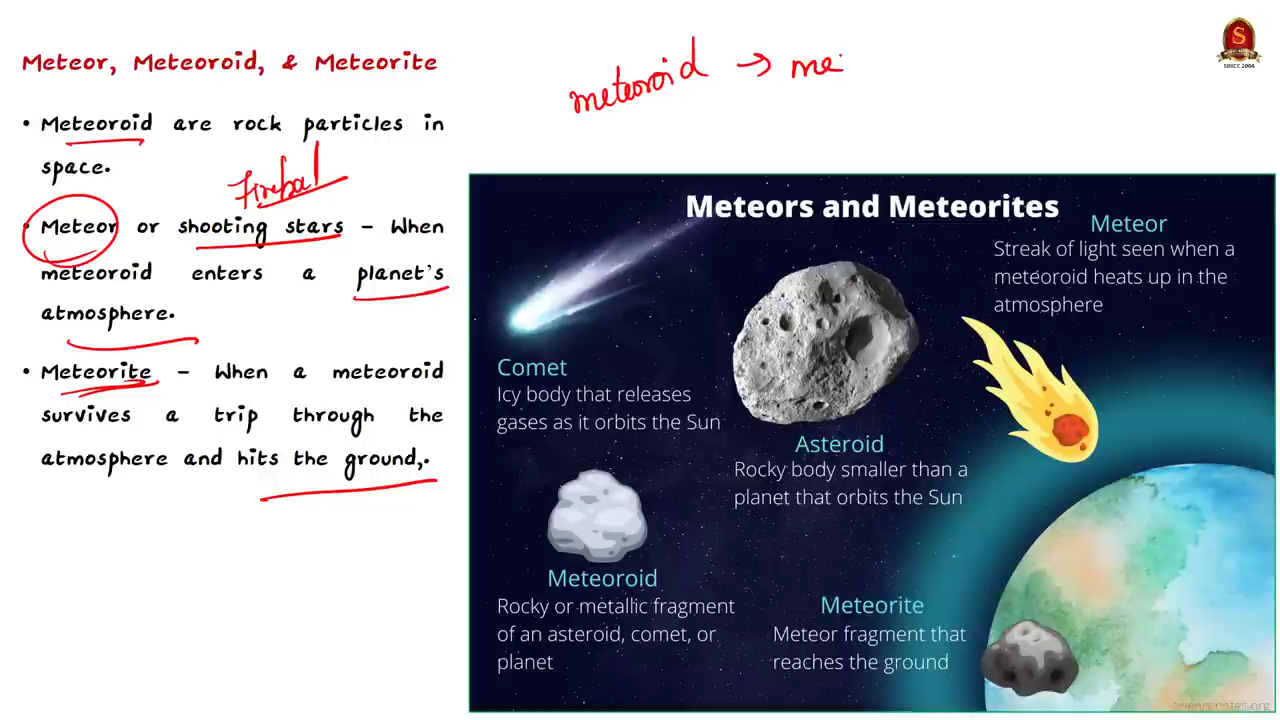 Meteor, Meteoroid, & Meteorite
• Meteoroid are rock particles in
space.
Fireball
• Meteor or shooting stars – When
meteoroid enters a planet's
atmosphere.
• Meteorite – When a meteoroid
survives a trip through the
atmosphere and hits the ground,.
meteoroid → me
S
SINCE 2004
Meteors and Meteorites
Meteor
Streak of light seen when a
meteoroid heats up in the
atmosphere
Comet
Icy body that releases
gases as it orbits the Sun
Asteroid
Rocky body smaller than a
planet that orbits the Sun
Meteoroid
Rocky or metallic fragment
of an asteroid, comet, or
planet
Meteorite
Meteor fragment that
reaches the ground
sciencenotes.org